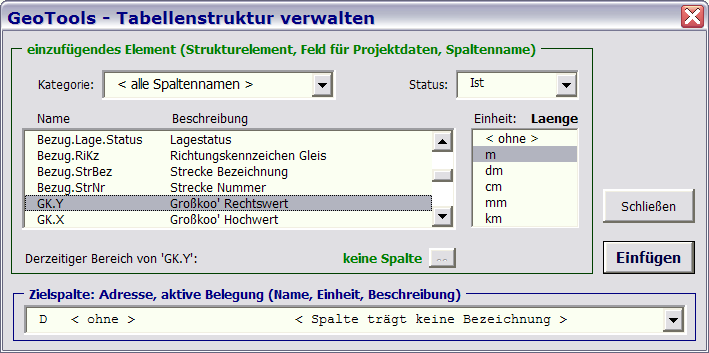 GeoTools - Tabellenstruktur verwalten
einzufügendes Element (Strukturelement, Feld für Projektdaten, Spaltenname)
Kategorie: < alle Spaltennamen > Status: Ist
Name Beschreibung Einheit: Laenge
Bezug.Lage.Status Lagestatus < ohne >
Bezug.RiKz Richtungskennzeichen Gleis m
Bezug.StrBez Strecke Bezeichnung dm
Bezug.StrNr Strecke Nummer cm
GK.Y Großkoo' Rechtswert mm
GK.X Großkoo' Hochwert km
Schließen
Derzeitiger Bereich von 'GK.Y': keine Spalte --
Einfügen
Zielspalte: Adresse, aktive Belegung (Name, Einheit, Beschreibung)
D < ohne > < Spalte trägt keine Bezeichnung >